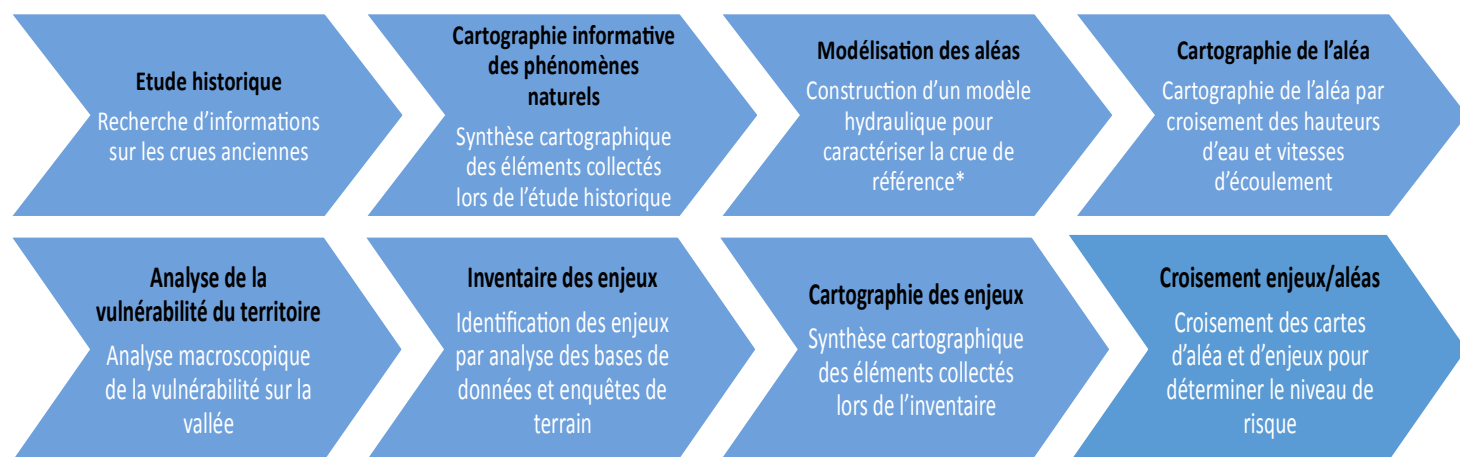 Etude historique
Recherche d’informations
sur les crues anciennes
Cartographie informative
des phénomènes
naturels
Synthèse cartographique
des éléments collectés
lors de l’étude historique
Modélisation des aléas
Construction d’un modèle
hydraulique pour
caractériser la crue de
référence*
Cartographie de l’aléa
Cartographie de l’aléa par
croisement des hauteurs
d’eau et vitesses
d’écoulement
Analyse de la
vulnérabilité du territoire
Analyse macroscopique
de la vulnérabilité sur la
vallée
Inventaire des enjeux
Identification des enjeux
par analyse des bases de
données et enquêtes de
terrain
Cartographie des enjeux
Synthèse cartographique
des éléments collectés
lors de l’inventaire
Croisement enjeux/aléas
Croisement des cartes
d’aléa et d’enjeux pour
déterminer le niveau de
risque